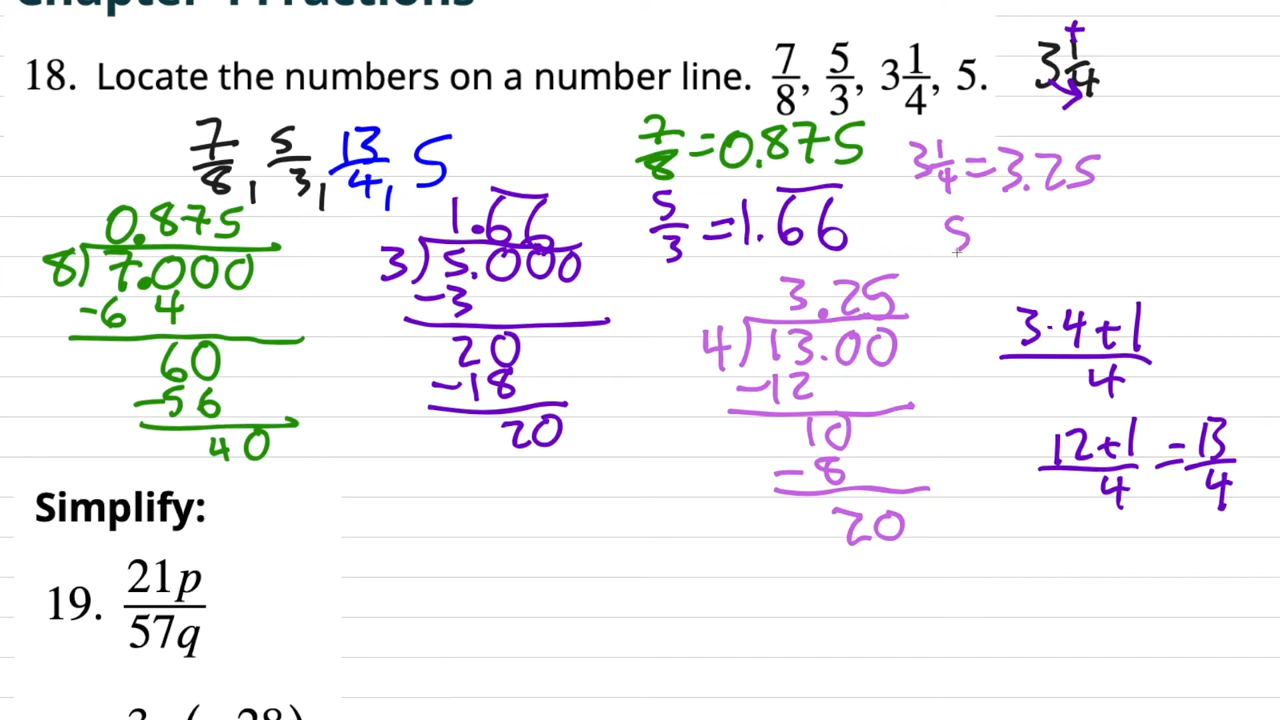 Chapter 4 Fractions
18. Locate the numbers on a number line. 7/8, 5/3, 3 1/4, 5.
3 1/4
7/8, 5/3, 13/4, 5
7/8 = 0.875
3 1/4 = 3.25
5/3 = 1.66
5
0.875
8)7.000
-6 4
60
-56
40
1.66
3)5.000
-3
20
-18
20
3.25
4)13.00
-12
10
-8
20
3·4+1
4
12+1/4 = 13/4
Simplify:
19. 21p/57q